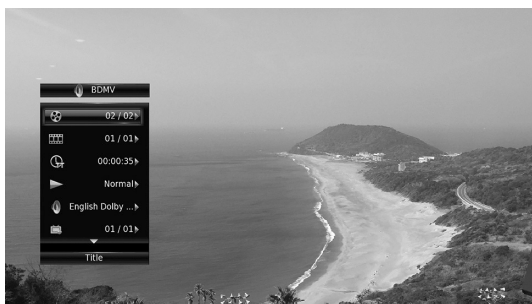 BDMV
02 / 02
01 / 01
00:00:35
Normal
English Dolby ...
01 / 01
Title